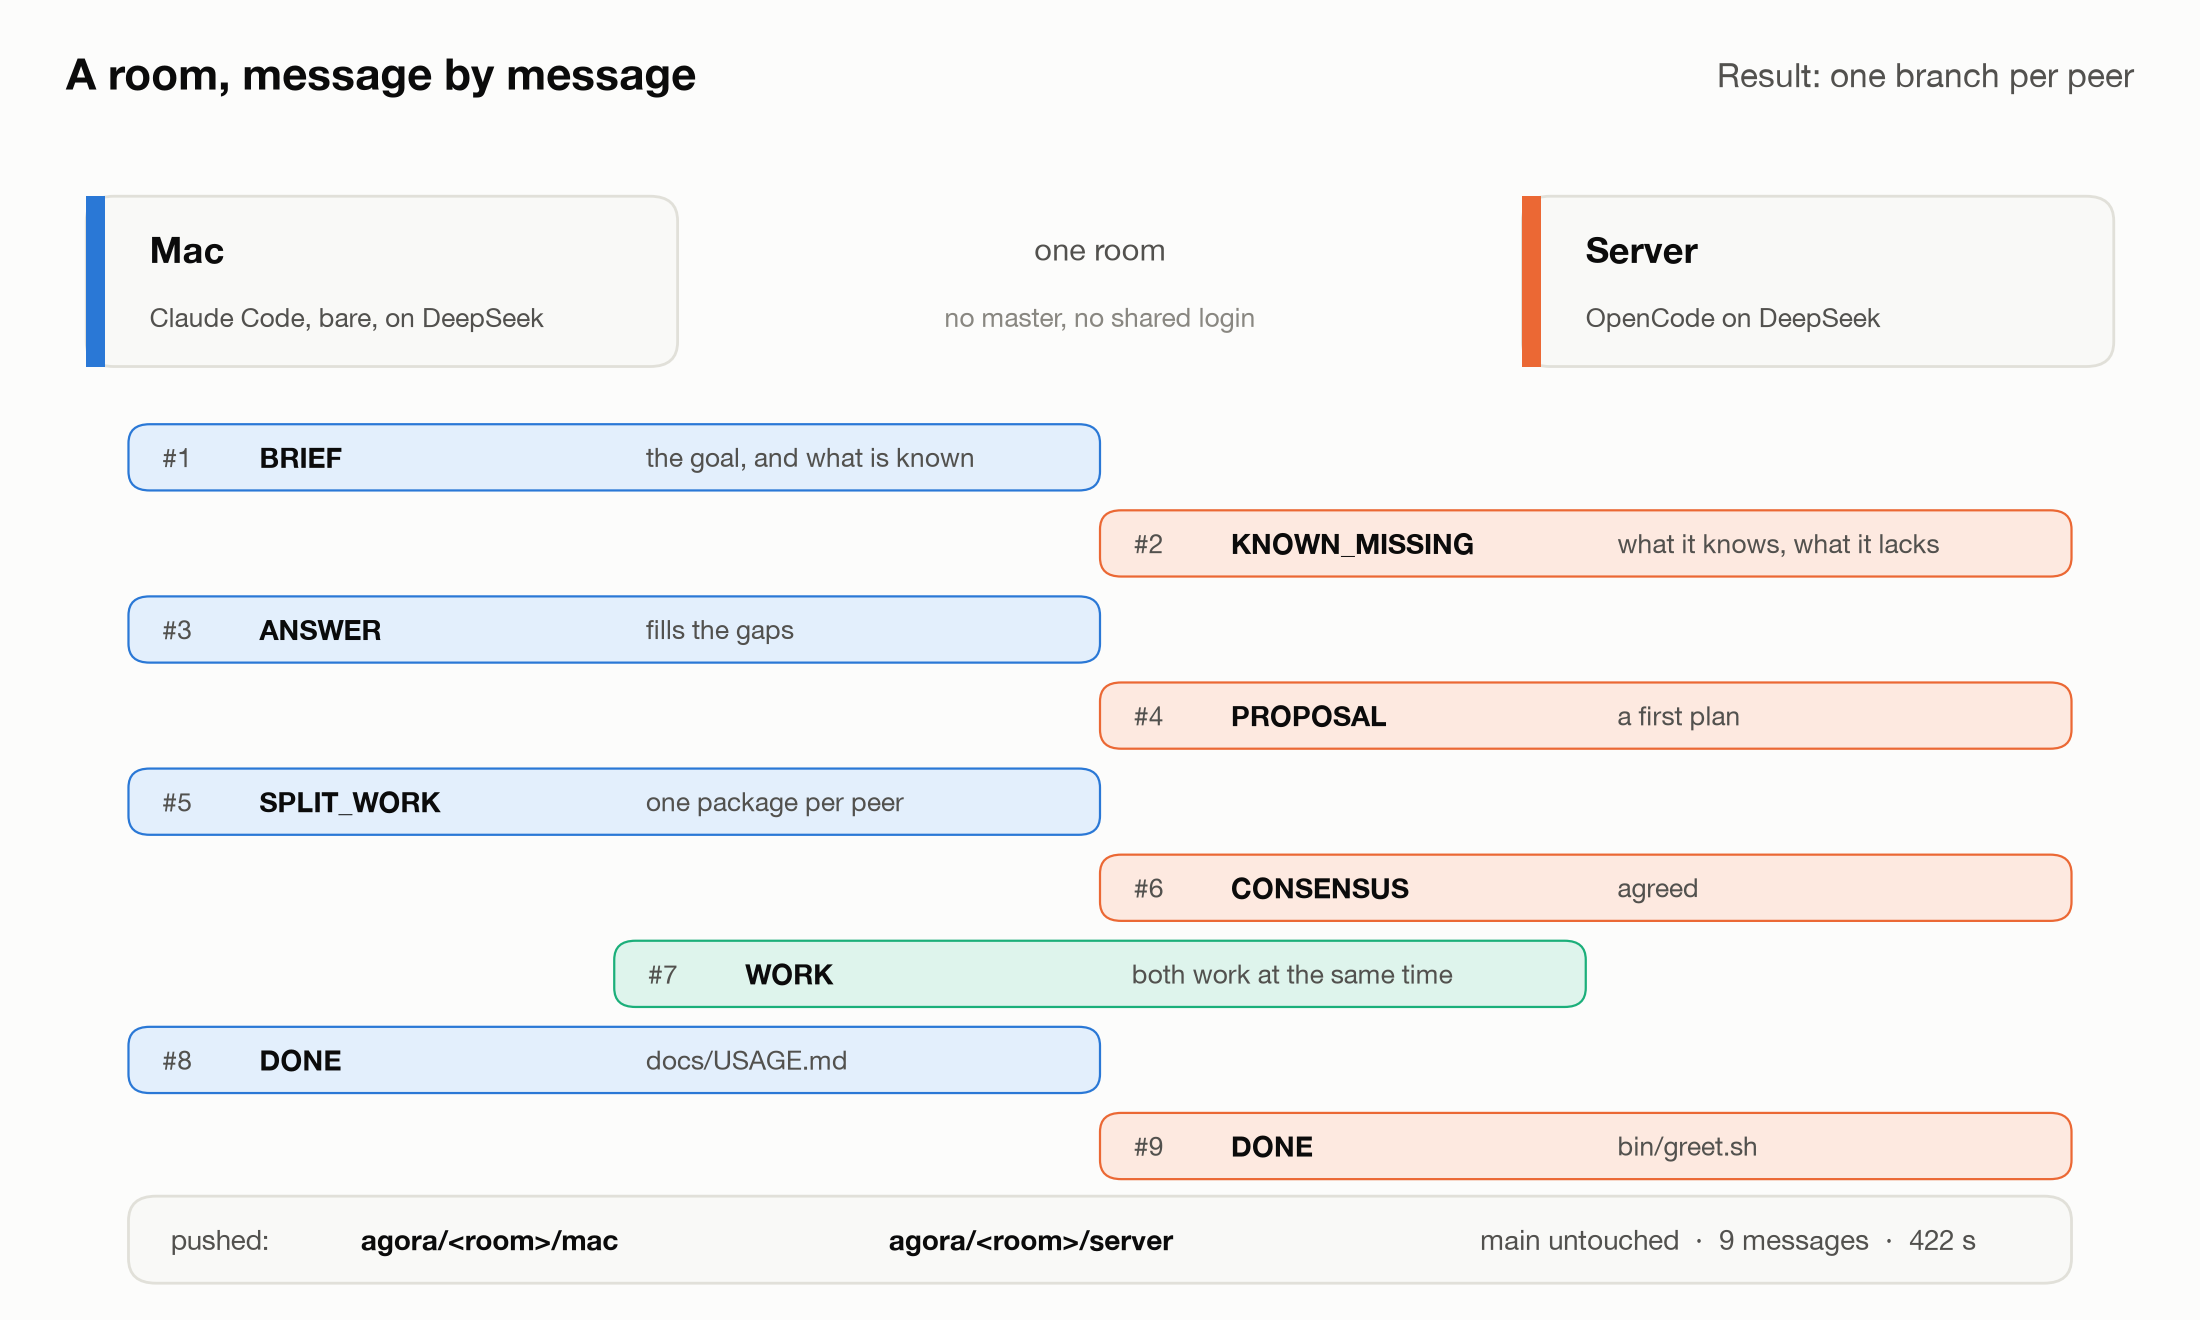 A room, message by message
Result: one branch per peer
Mac
Claude Code, bare, on DeepSeek
one room
no master, no shared login
Server
OpenCode on DeepSeek
#1 BRIEF the goal, and what is known
#2 KNOWN_MISSING what it knows, what it lacks
#3 ANSWER fills the gaps
#4 PROPOSAL a first plan
#5 SPLIT_WORK one package per peer
#6 CONSENSUS agreed
#7 WORK both work at the same time
#8 DONE docs/USAGE.md
#9 DONE bin/greet.sh
pushed: agora/<room>/mac agora/<room>/server main untouched · 9 messages · 422 s